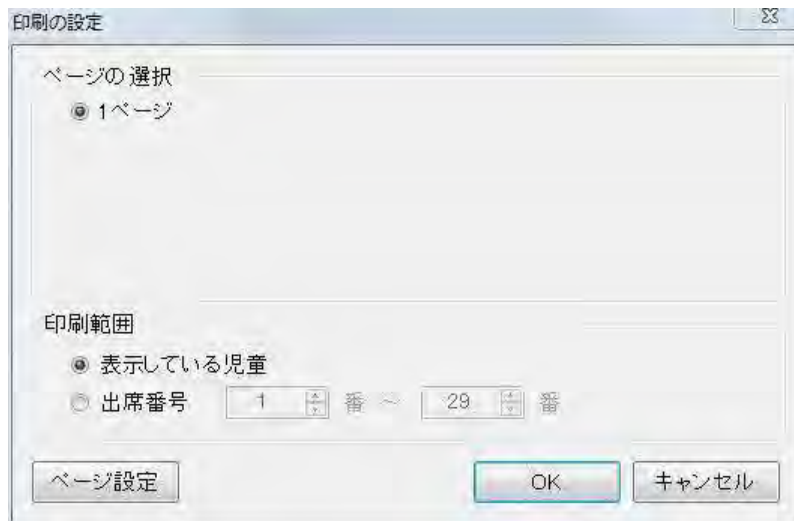 印刷の設定
ページの選択
1ページ
印刷範囲
表示している児童
出席番号 1 番 ～ 29 番
ページ設定 OK キャンセル